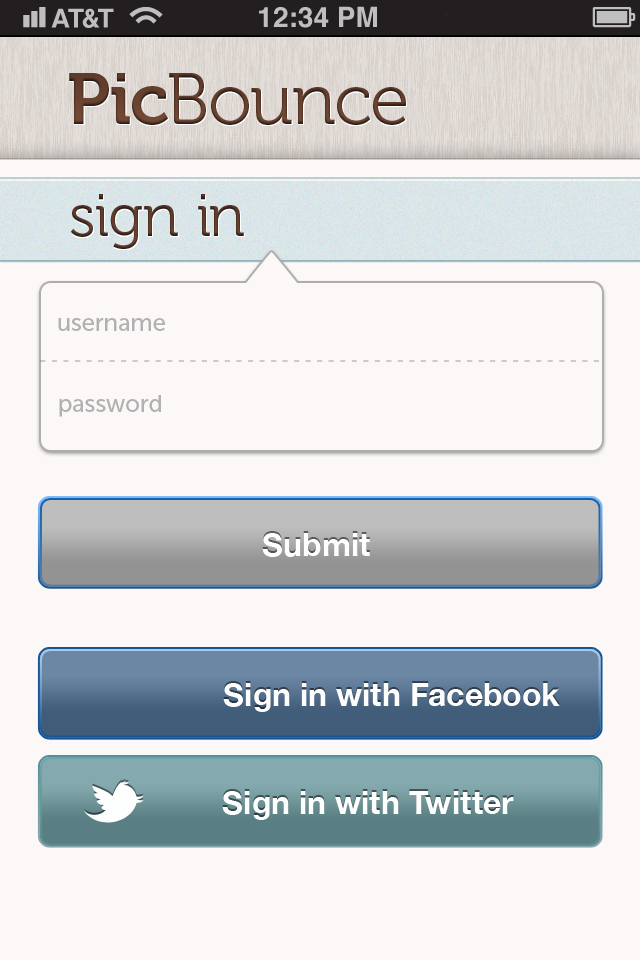 AT&T 12:34 PM
PicBounce
sign in
username
password
Submit
Sign in with Facebook
Sign in with Twitter